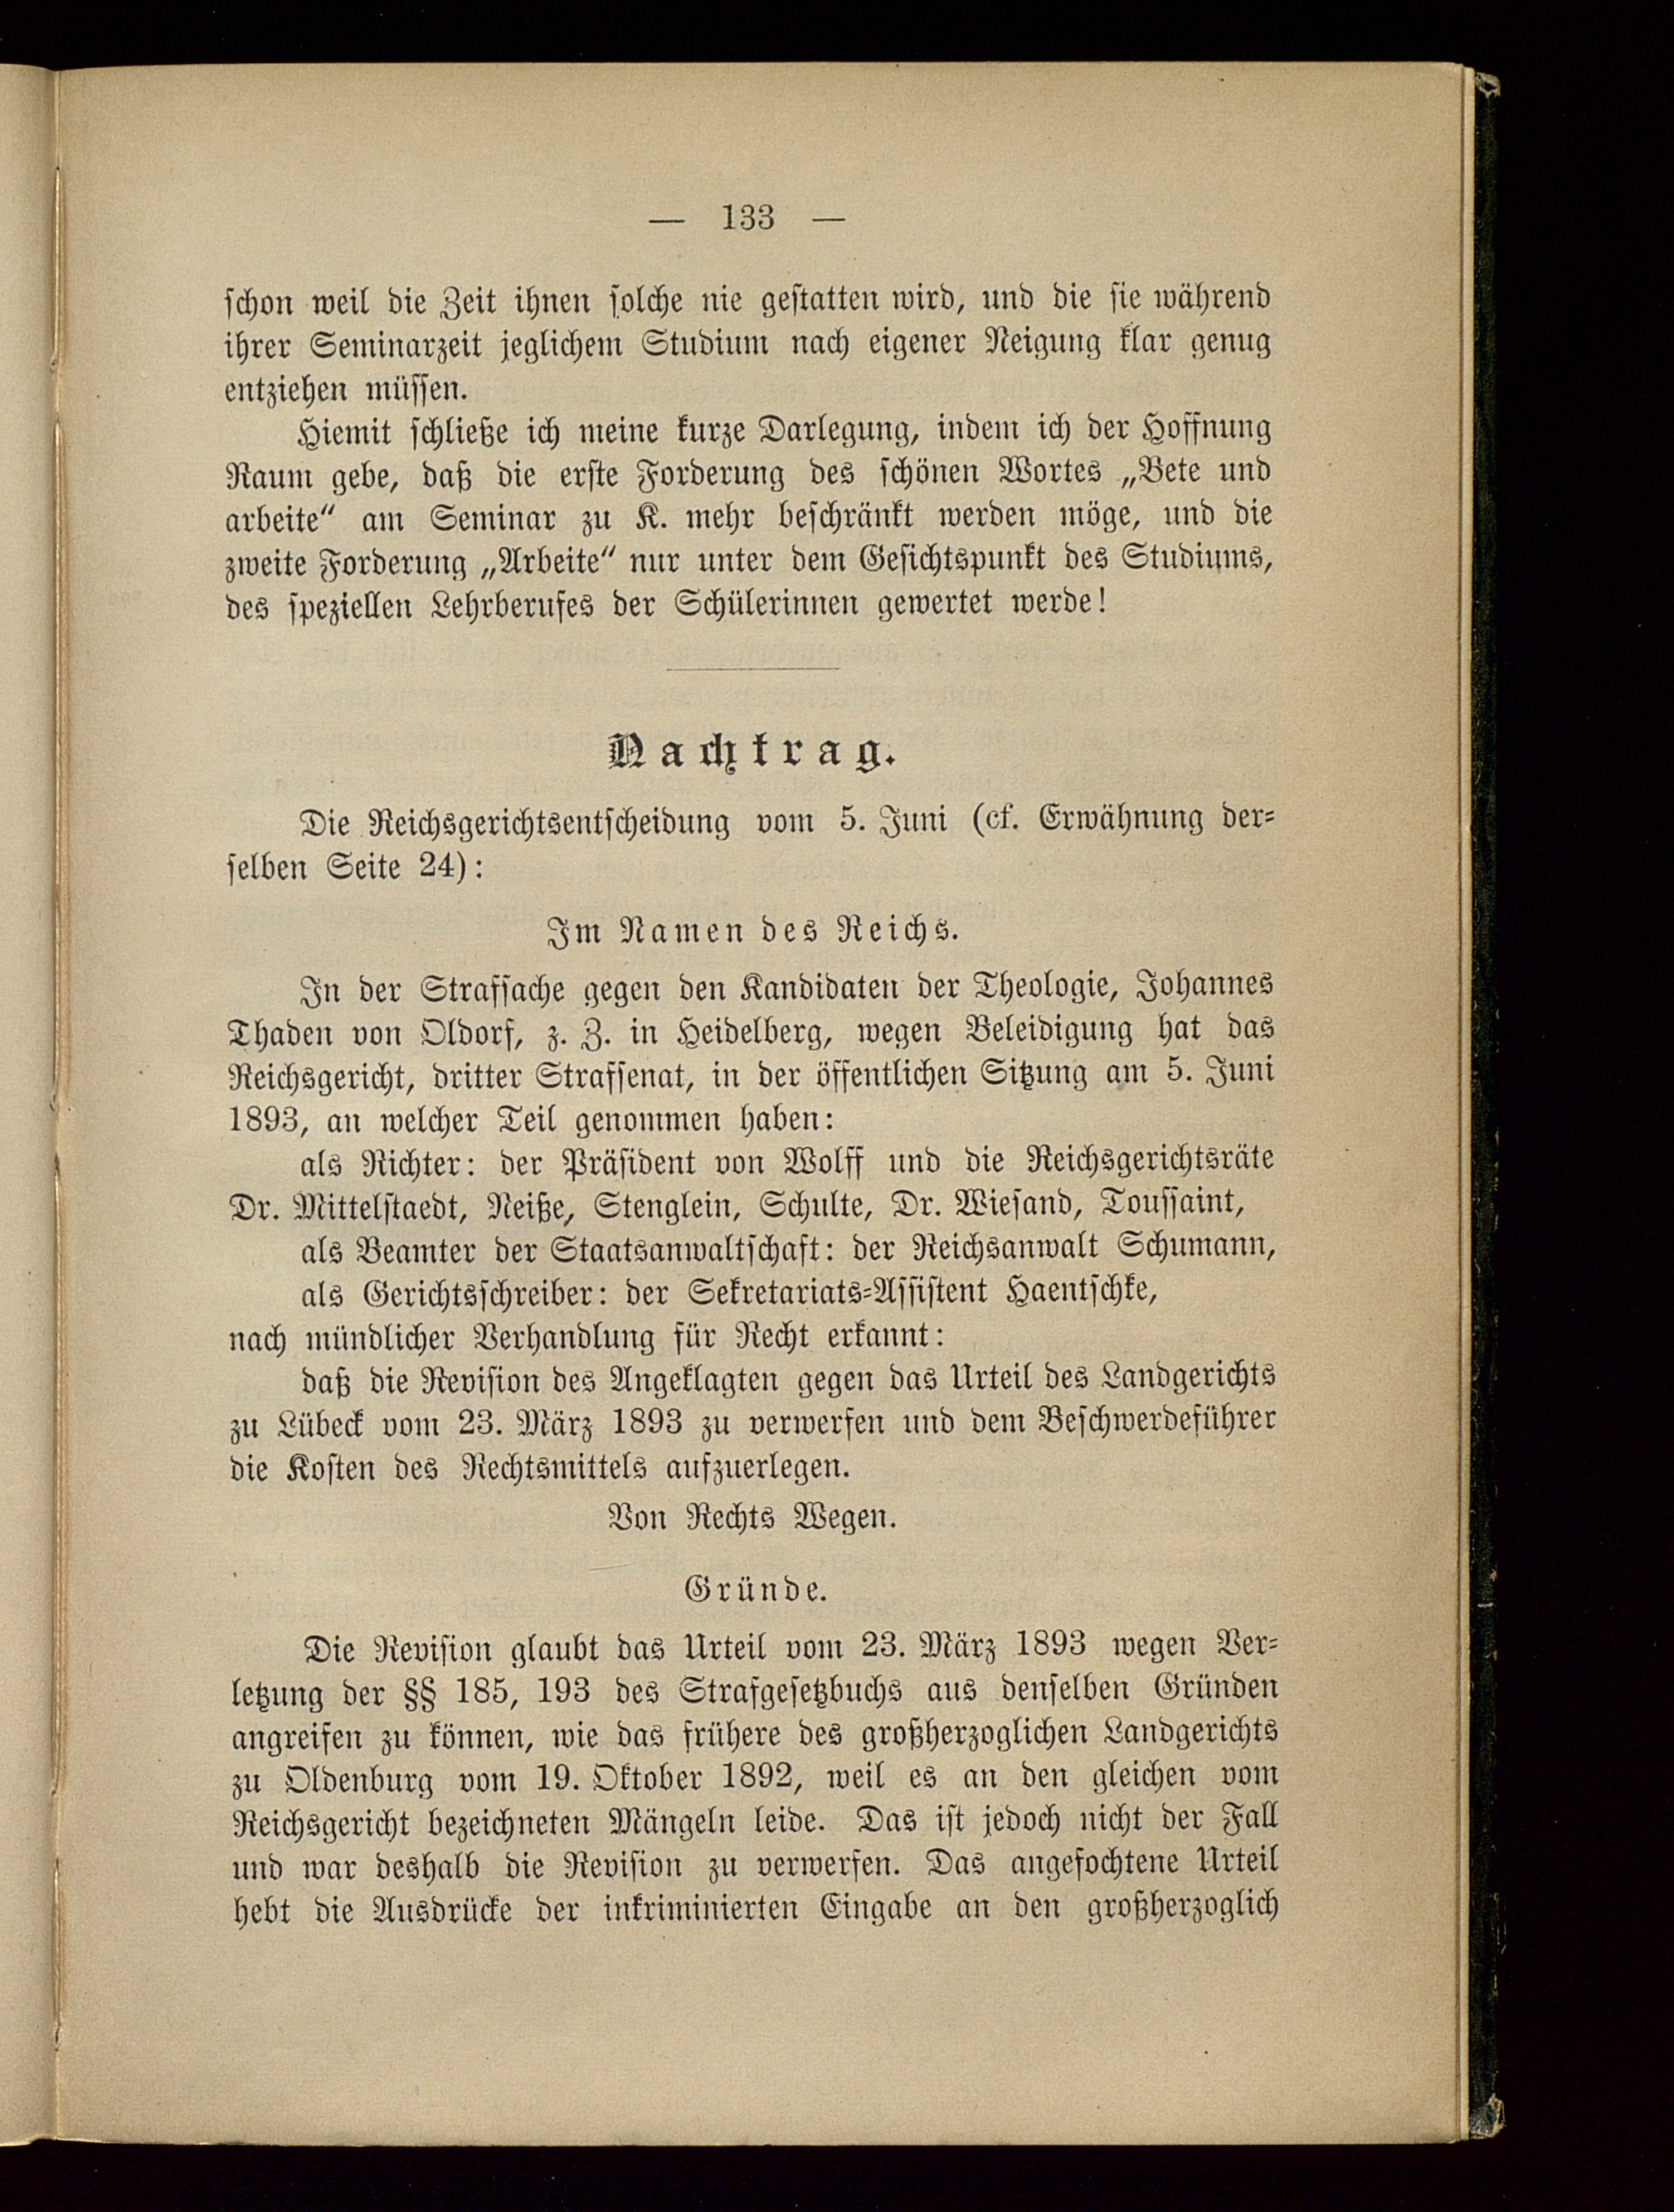 — 133 —
schon weil die Zeit ihnen solche nie gestatten wird, und die sie während
ihrer Seminarzeit jeglichem Studium nach eigener Neigung klar genug
entziehen müssen.
Hiemit schließe ich meine kurze Darlegung, indem ich der Hoffnung
Raum gebe, daß die erste Forderung des schönen Wortes „Bete und
arbeite“ am Seminar zu K. mehr beschränkt werden möge, und die
zweite Forderung „Arbeite“ nur unter dem Gesichtspunkt des Studiums,
des speziellen Lehrberufes der Schülerinnen gewertet werde!
Nachtrag.
Die Reichsgerichtsentscheidung vom 5. Juni (cf. Erwähnung der-
selben Seite 24):
Im Namen des Reichs.
In der Strafsache gegen den Kandidaten der Theologie, Johannes
Thaden von Oldorf, z. Z. in Heidelberg, wegen Beleidigung hat das
Reichsgericht, dritter Strafsenat, in der öffentlichen Sitzung am 5. Juni
1893, an welcher Teil genommen haben:
als Richter: der Präsident von Wolff und die Reichsgerichtsräte
Dr. Mittelstaedt, Neiße, Stenglein, Schulte, Dr. Wiesand, Toussaint,
als Beamter der Staatsanwaltschaft: der Reichsanwalt Schumann,
als Gerichtsschreiber: der Sekretariats-Assistent Haentschke,
nach mündlicher Verhandlung für Recht erkannt:
daß die Revision des Angeklagten gegen das Urteil des Landgerichts
zu Lübeck vom 23. März 1893 zu verwerfen und dem Beschwerdeführer
die Kosten des Rechtsmittels aufzuerlegen.
Von Rechts Wegen.
Gründe.
Die Revision glaubt das Urteil vom 23. März 1893 wegen Ver-
letzung der §§ 185, 193 des Strafgesetzbuchs aus denselben Gründen
angreifen zu können, wie das frühere des großherzoglichen Landgerichts
zu Oldenburg vom 19. Oktober 1892, weil es an den gleichen vom
Reichsgericht bezeichneten Mängeln leide. Das ist jedoch nicht der Fall
und war deshalb die Revision zu verwerfen. Das angefochtene Urteil
hebt die Ausdrücke der inkriminierten Eingabe an den großherzoglich